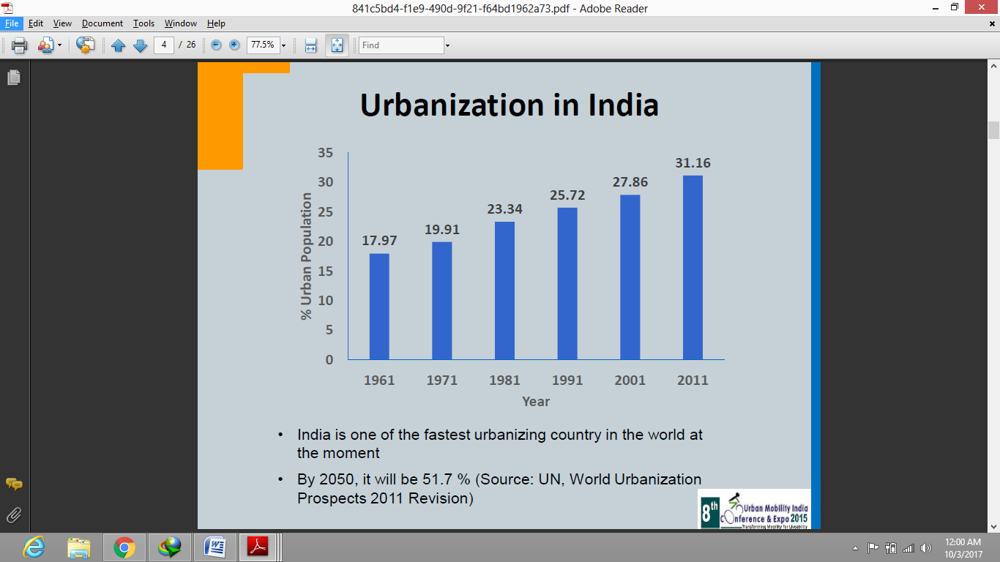 841c5bd4-f1e9-490d-9f21-f64bd1962a73.pdf - Adobe Reader
File Edit View Document Tools Window Help
4 / 26 77.5% Find
Urbanization in India
% Urban Population
35
30
25
20
15
10
5
0
17.97
19.91
23.34
25.72
27.86
31.16
1961 1971 1981 1991 2001 2011
Year
• India is one of the fastest urbanizing country in the world at
the moment
• By 2050, it will be 51.7 % (Source: UN, World Urbanization
Prospects 2011 Revision)
8th
Urban Mobility India
Conference & Expo 2015
Transforming Mobility for Liveability
12:00 AM
10/3/2017